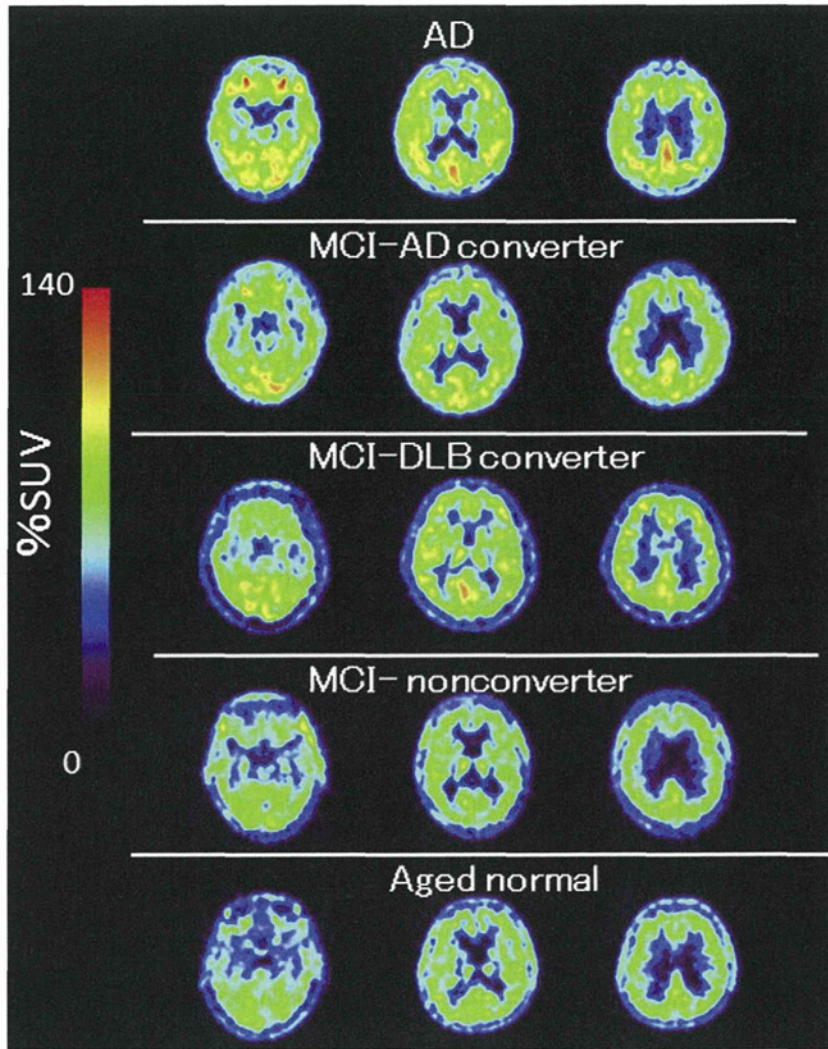 AD
MCI-AD converter
140
%SUV
MCI-DLB converter
MCI- nonconverter
0
Aged normal